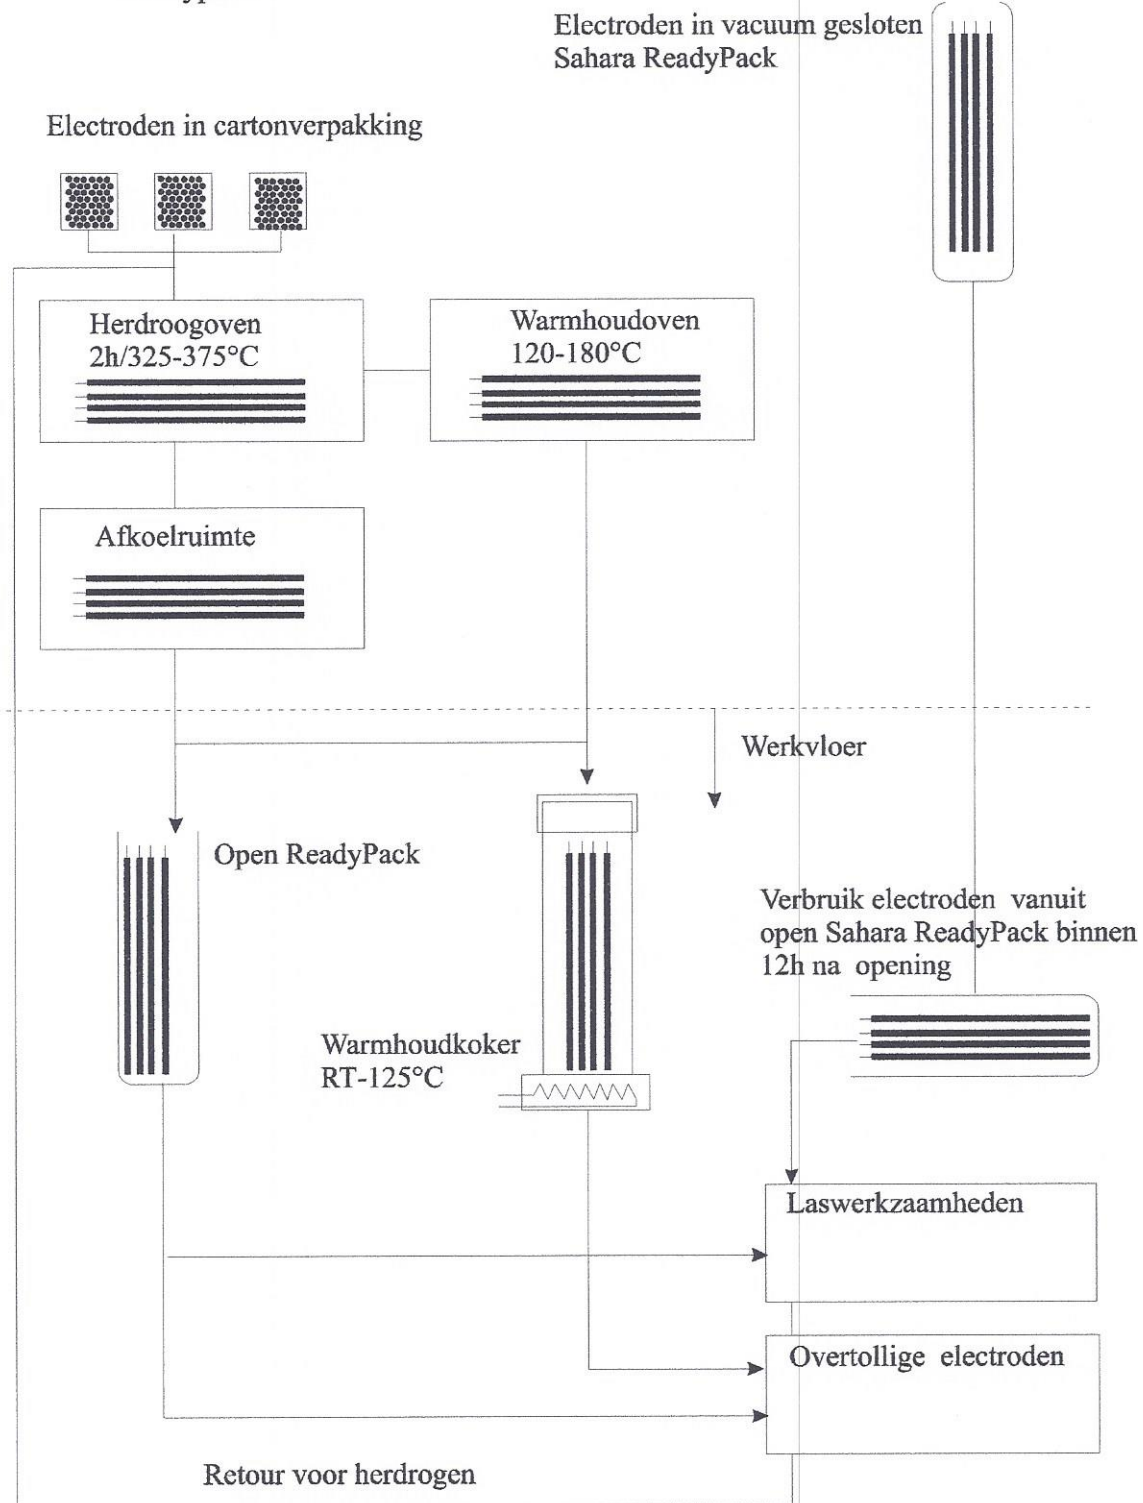 Electroden in vacuum gesloten
Sahara ReadyPack
Electroden in cartonverpakking
Herdroogoven
2h/325-375°C
Warmhoudoven
120-180°C
Afkoelruimte
Werkvloer
Open ReadyPack
Verbruik electroden vanuit
open Sahara ReadyPack binnen
12h na opening
Warmhoudkoker
RT-125°C
Laswerkzaamheden
Overtollige electroden
Retour voor herdrogen